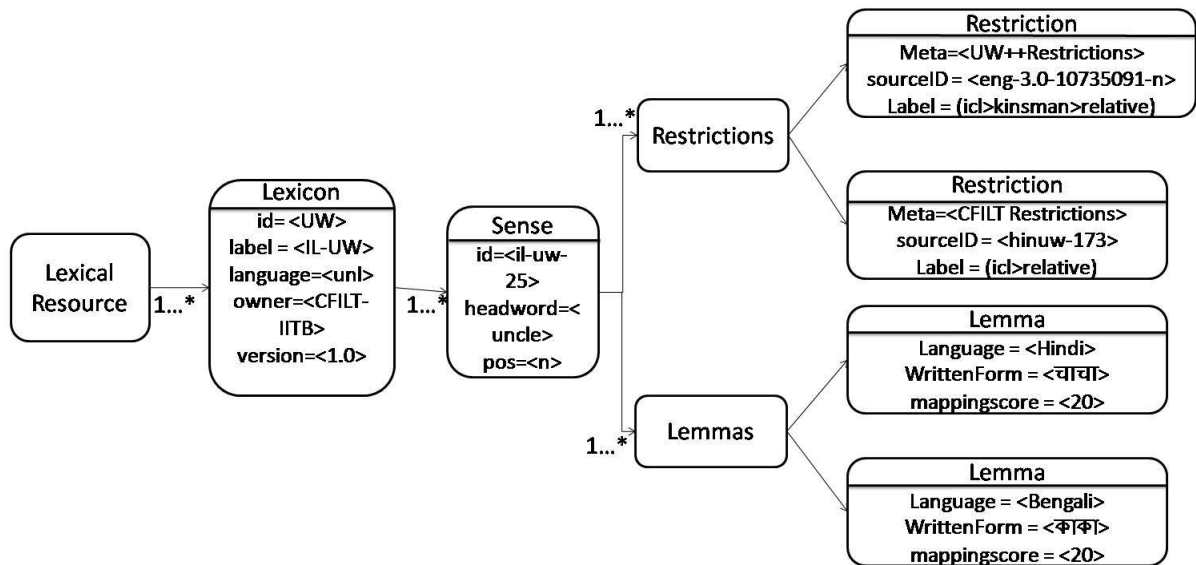 Lexical
Resource
1...*
Lexicon
id= <UW>
label = <IL-UW>
language=<unl>
owner=<CFILT-
IITB>
version=<1.0>
1...*
Sense
id=<il-uw-
25>
headword=<
uncle>
pos=<n>
1...*
Restrictions
1...*
Lemmas
Restriction
Meta=<UW++Restrictions>
sourceID = <eng-3.0-10735091-n>
Label = (icl>kinsman>relative)
Restriction
Meta=<CFILT Restrictions>
sourceID = <hinuw-173>
Label = (icl>relative)
Lemma
Language = <Hindi>
WrittenForm = <चाचा>
mappingscore = <20>
Lemma
Language = <Bengali>
WrittenForm = <কাকা>
mappingscore = <20>